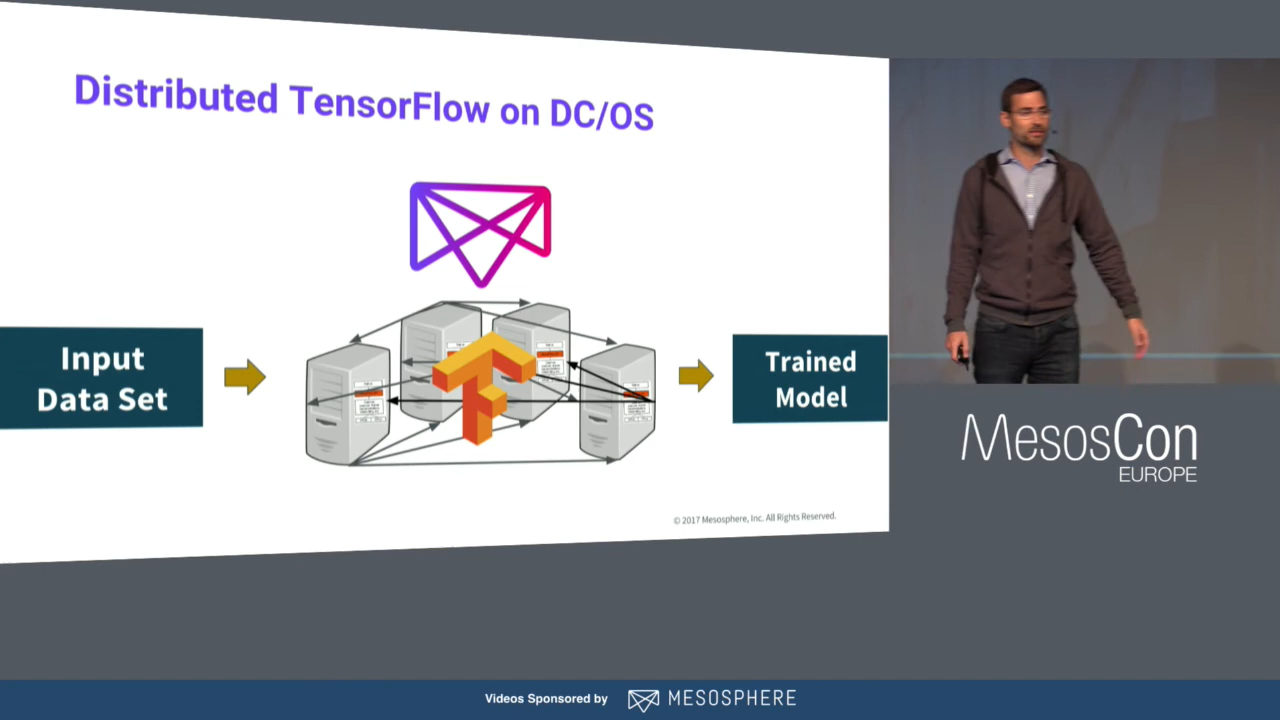 Distributed TensorFlow on DC/OS
Input
Data Set
Trained
Model
© 2017 Mesosphere, Inc. All Rights Reserved.
MesosCon
EUROPE
Videos Sponsored by
MESOSPHERE